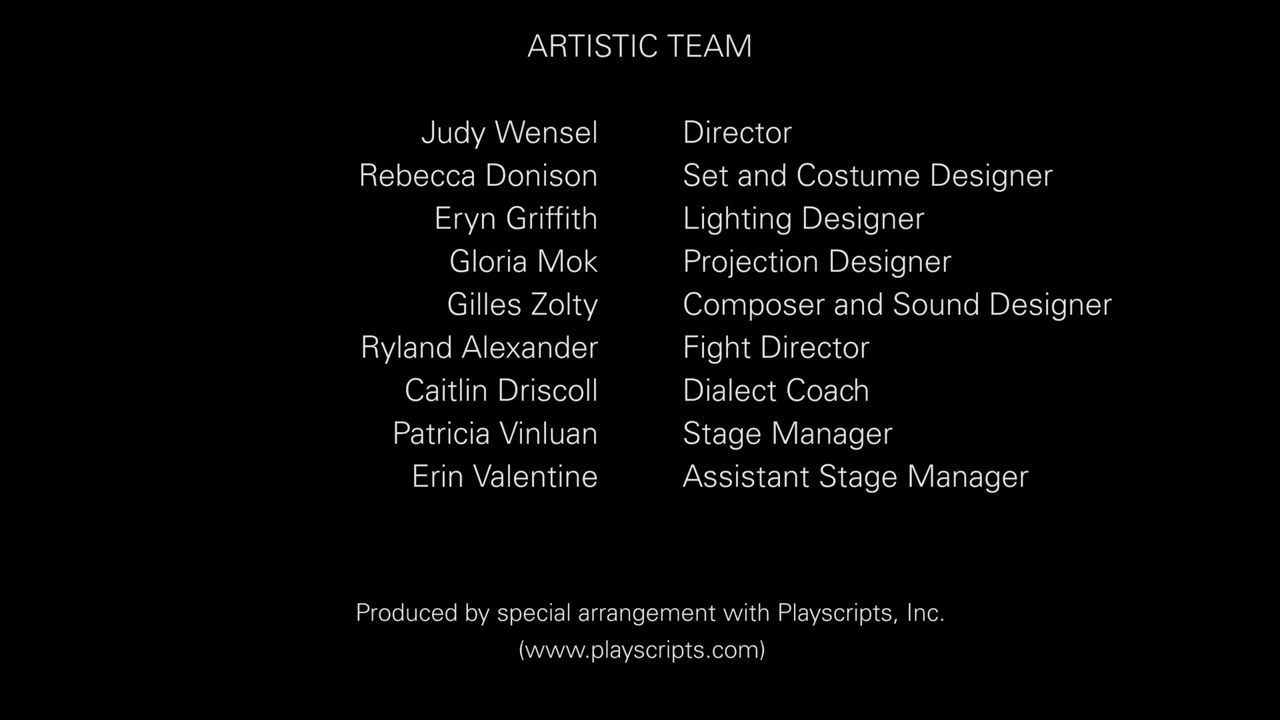 ARTISTIC TEAM
Judy Wensel Director
Rebecca Donison Set and Costume Designer
Eryn Griffith Lighting Designer
Gloria Mok Projection Designer
Gilles Zolty Composer and Sound Designer
Ryland Alexander Fight Director
Caitlin Driscoll Dialect Coach
Patricia Vinluan Stage Manager
Erin Valentine Assistant Stage Manager
Produced by special arrangement with Playscripts, Inc.
(www.playscripts.com)